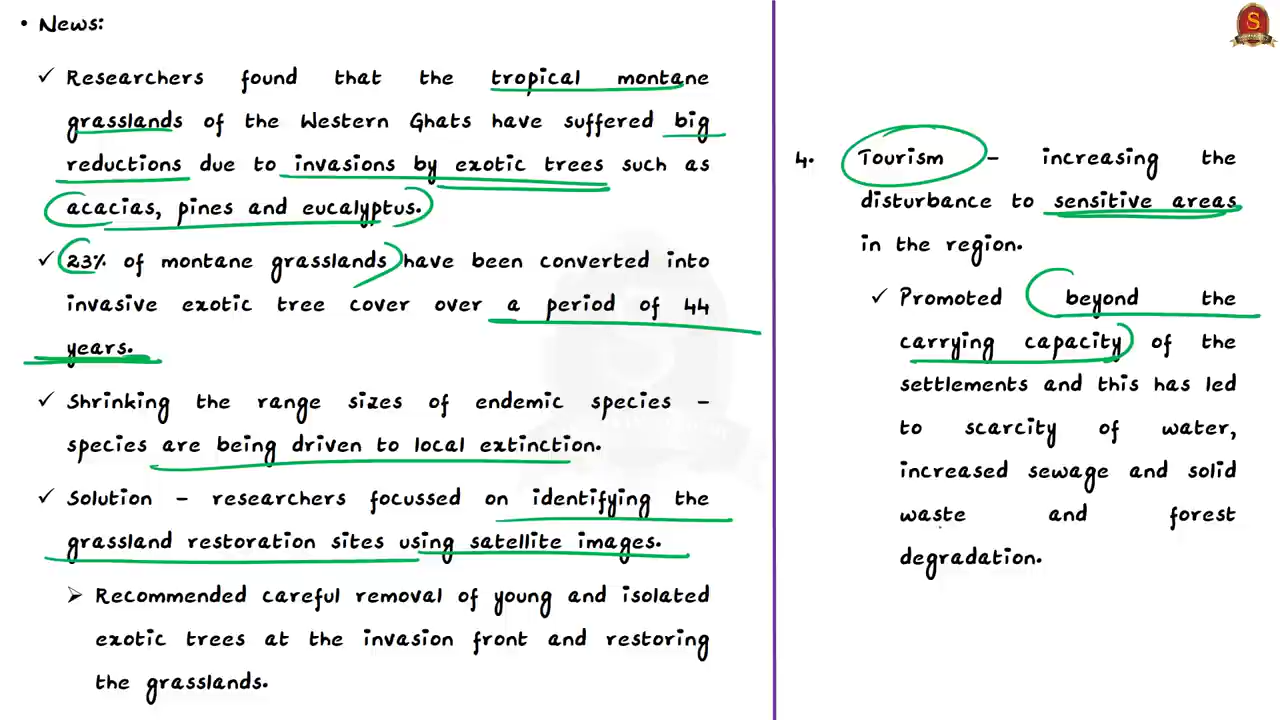 • News:
✓ Researchers found that the tropical montane
grasslands of the Western Ghats have suffered big
reductions due to invasions by exotic trees such as
acacias, pines and eucalyptus.
✓ 23% of montane grasslands have been converted into
invasive exotic tree cover over a period of 44
years.
✓ Shrinking the range sizes of endemic species –
species are being driven to local extinction.
✓ Solution – researchers focussed on identifying the
grassland restoration sites using satellite images.
➢ Recommended careful removal of young and isolated
exotic trees at the invasion front and restoring
the grasslands.
4. Tourism – increasing the
disturbance to sensitive areas
in the region.
✓ Promoted beyond the
carrying capacity of the
settlements and this has led
to scarcity of water,
increased sewage and solid
waste and forest
degradation.